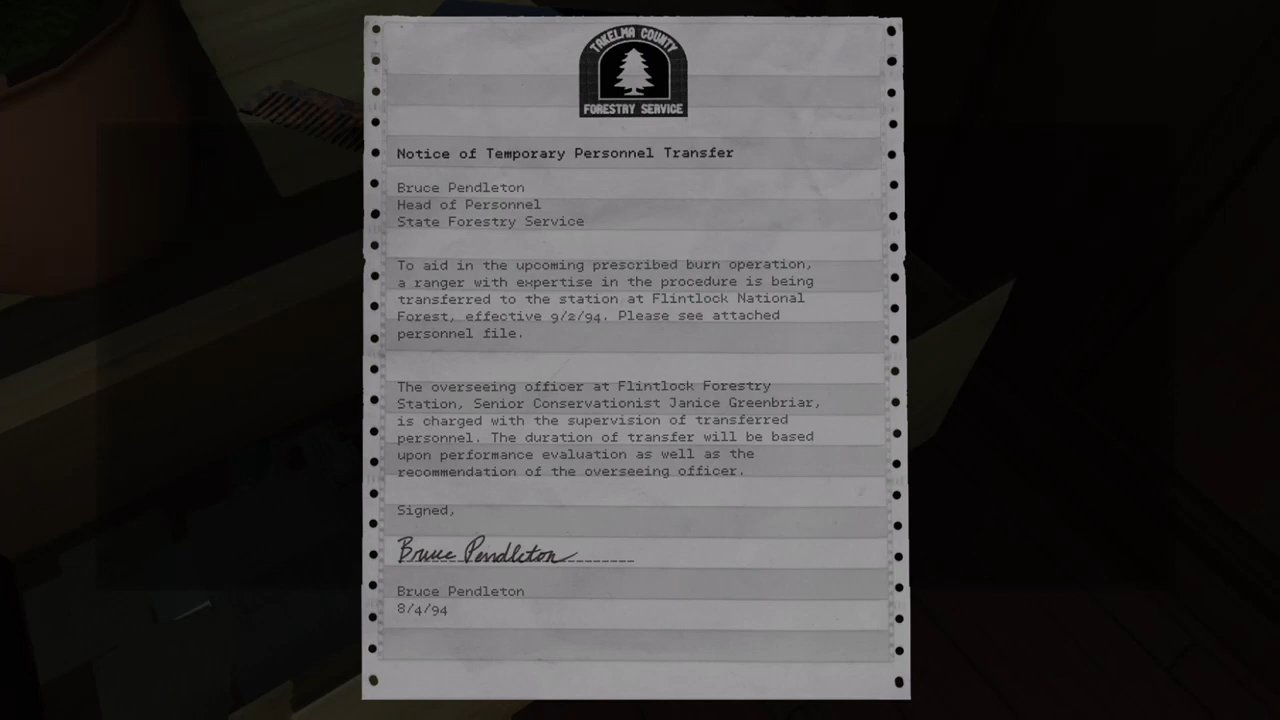 TAKELMA COUNTY
FORESTRY SERVICE
Notice of Temporary Personnel Transfer
Bruce Pendleton
Head of Personnel
State Forestry Service
To aid in the upcoming prescribed burn operation,
a ranger with expertise in the procedure is being
transferred to the station at Flintlock National
Forest, effective 9/2/94. Please see attached
personnel file.
The overseeing officer at Flintlock Forestry
Station, Senior Conservationist Janice Greenbriar,
is charged with the supervision of transferred
personnel. The duration of transfer will be based
upon performance evaluation as well as the
recommendation of the overseeing officer.
Signed,
Bruce Pendleton
Bruce Pendleton
8/4/94